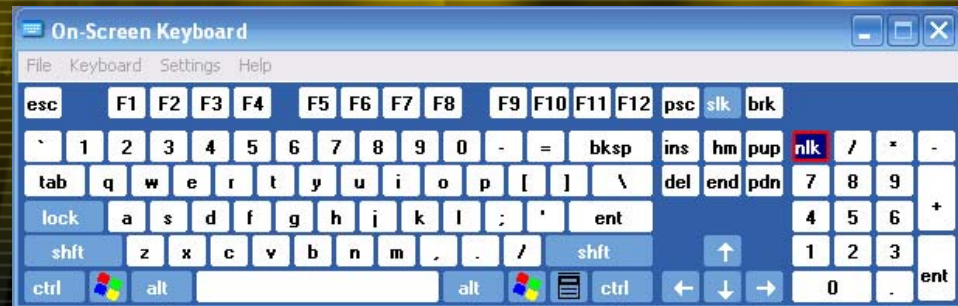 On-Screen Keyboard
File Keyboard Settings Help
esc F1 F2 F3 F4 F5 F6 F7 F8 F9 F10 F11 F12 psc slk brk
` 1 2 3 4 5 6 7 8 9 0 - = bksp ins hm pup nlk / * -
tab q w e r t y u i o p [ ] \ del end pdn 7 8 9 +
lock a s d f g h j k l ; ' ent 4 5 6
shft z x c v b n m , . / shft ↑ 1 2 3 ent
ctrl alt alt ctrl ← ↓ → 0 .